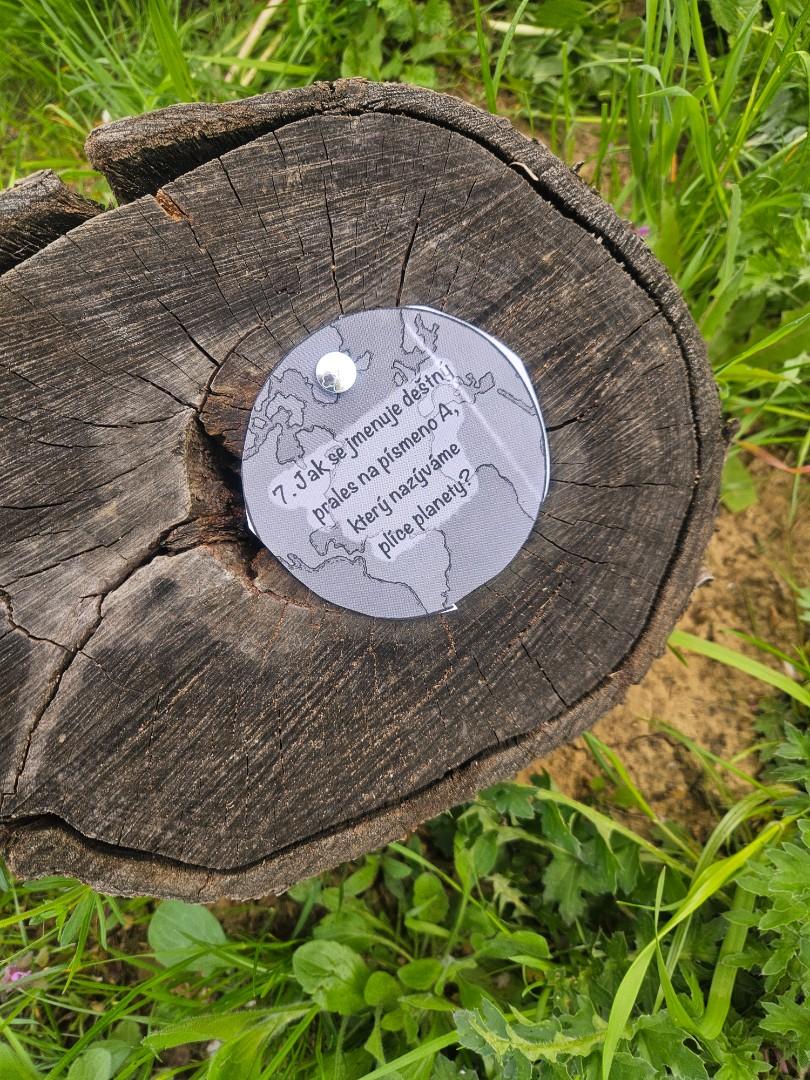 7. Jak se jmenuje deštný
prales na písmeno A,
který nazýváme
plíce planety?